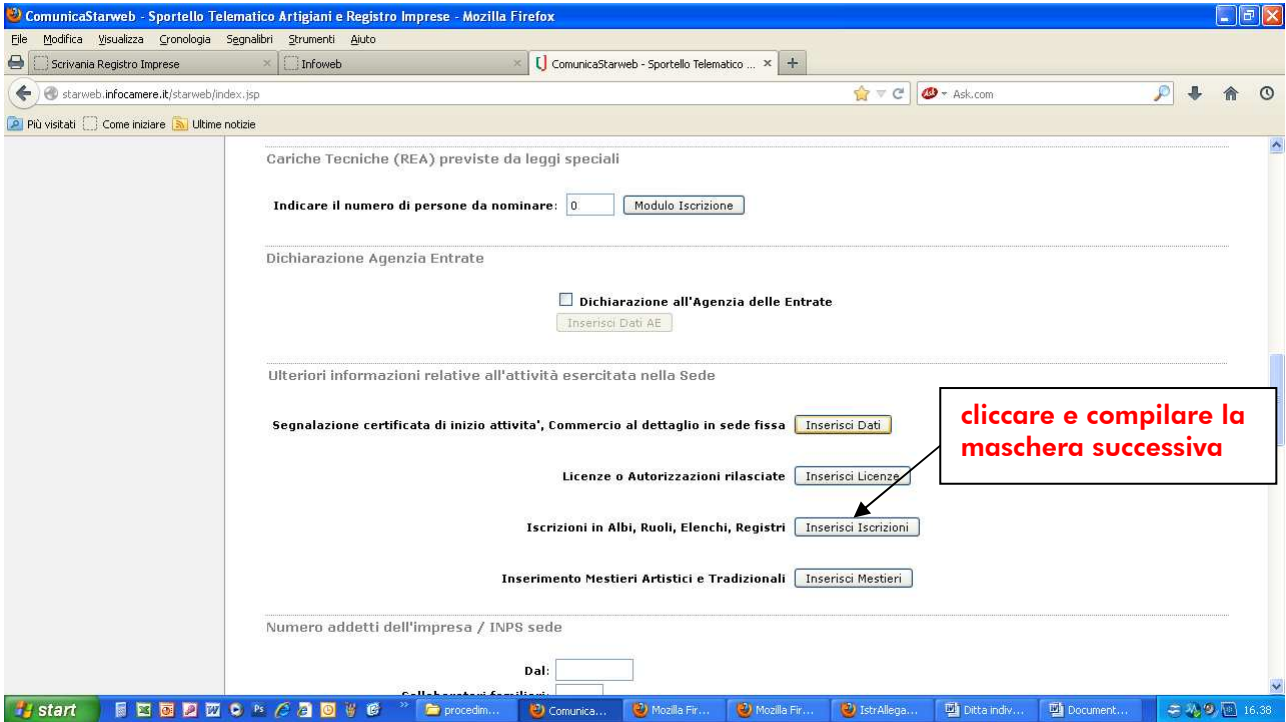 ComunicaStarweb - Sportello Telematico Artigiani e Registro Imprese - Mozilla Firefox
File Modifica Visualizza Cronologia Segnalibri Strumenti Aiuto
Scrivania Registro Imprese × Infoweb × ComunicaStarweb - Sportello Telematico ... × +
starweb.infocamere.it/starweb/index.jsp Ask Ask.com
Più visitati Come iniziare Ultime notizie
Cariche Tecniche (REA) previste da leggi speciali
Indicare il numero di persone da nominare: 0 Modulo Iscrizione
Dichiarazione Agenzia Entrate
Dichiarazione all'Agenzia delle Entrate
Inserisci Dati AE
Ulteriori informazioni relative all'attività esercitata nella Sede
cliccare e compilare la
maschera successiva
Segnalazione certificata di inizio attivita', Commercio al dettaglio in sede fissa Inserisci Dati
Licenze o Autorizzazioni rilasciate Inserisci Licenze
Iscrizioni in Albi, Ruoli, Elenchi, Registri Inserisci Iscrizioni
Inserimento Mestieri Artistici e Tradizionali Inserisci Mestieri
Numero addetti dell'impresa / INPS sede
Dal:
Collaboratori familiari:
start procedim... Comunica... Mozilla Fir... Mozilla Fir... IstrAllega... Ditta indiv... Document... 16.38